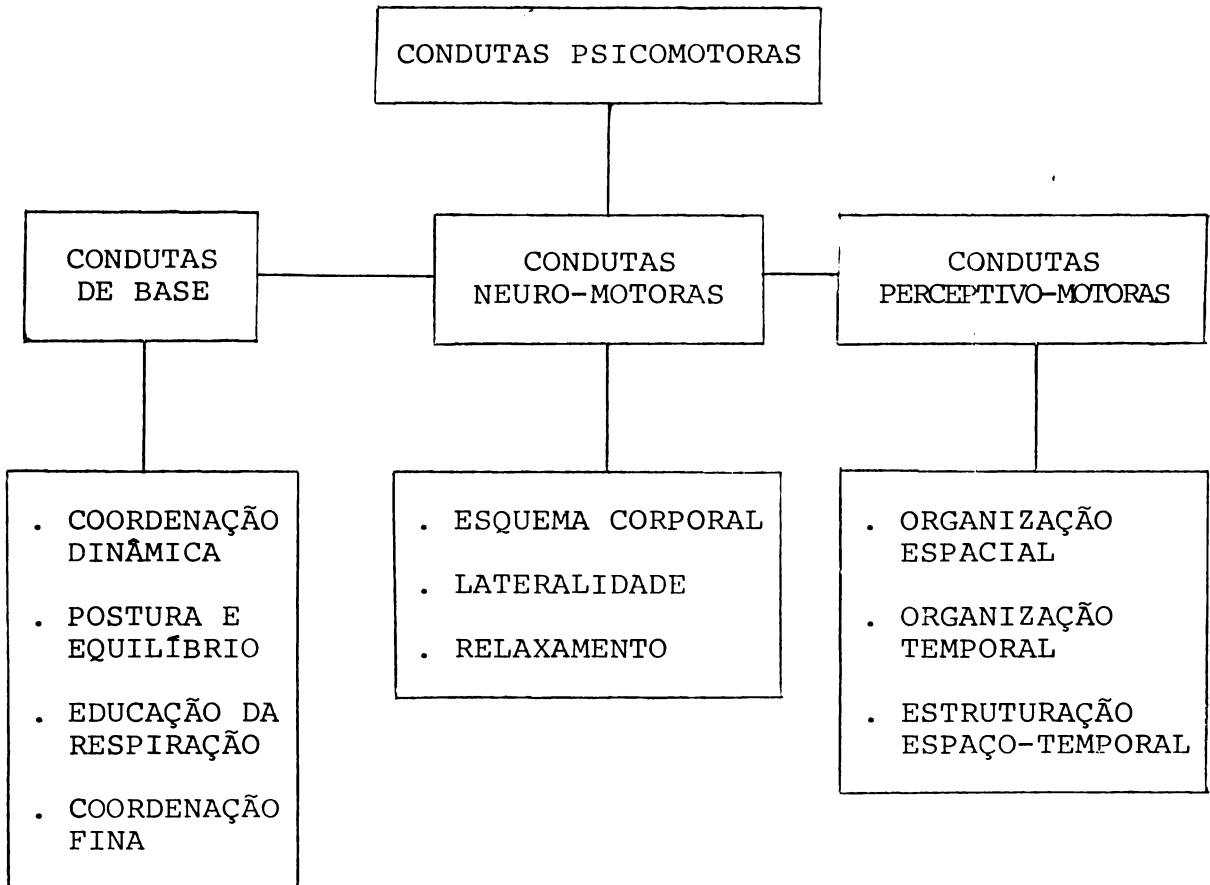 CONDUTAS PSICOMOTORAS
CONDUTAS
DE BASE
CONDUTAS
NEURO-MOTORAS
CONDUTAS
PERCEPTIVO-MOTORAS
. COORDENAÇÃO
DINÂMICA
. POSTURA E
EQUILÍBRIO
. EDUCAÇÃO DA
RESPIRAÇÃO
. COORDENAÇÃO
FINA
. ESQUEMA CORPORAL
. LATERALIDADE
. RELAXAMENTO
. ORGANIZAÇÃO
ESPACIAL
. ORGANIZAÇÃO
TEMPORAL
. ESTRUTURAÇÃO
ESPAÇO-TEMPORAL